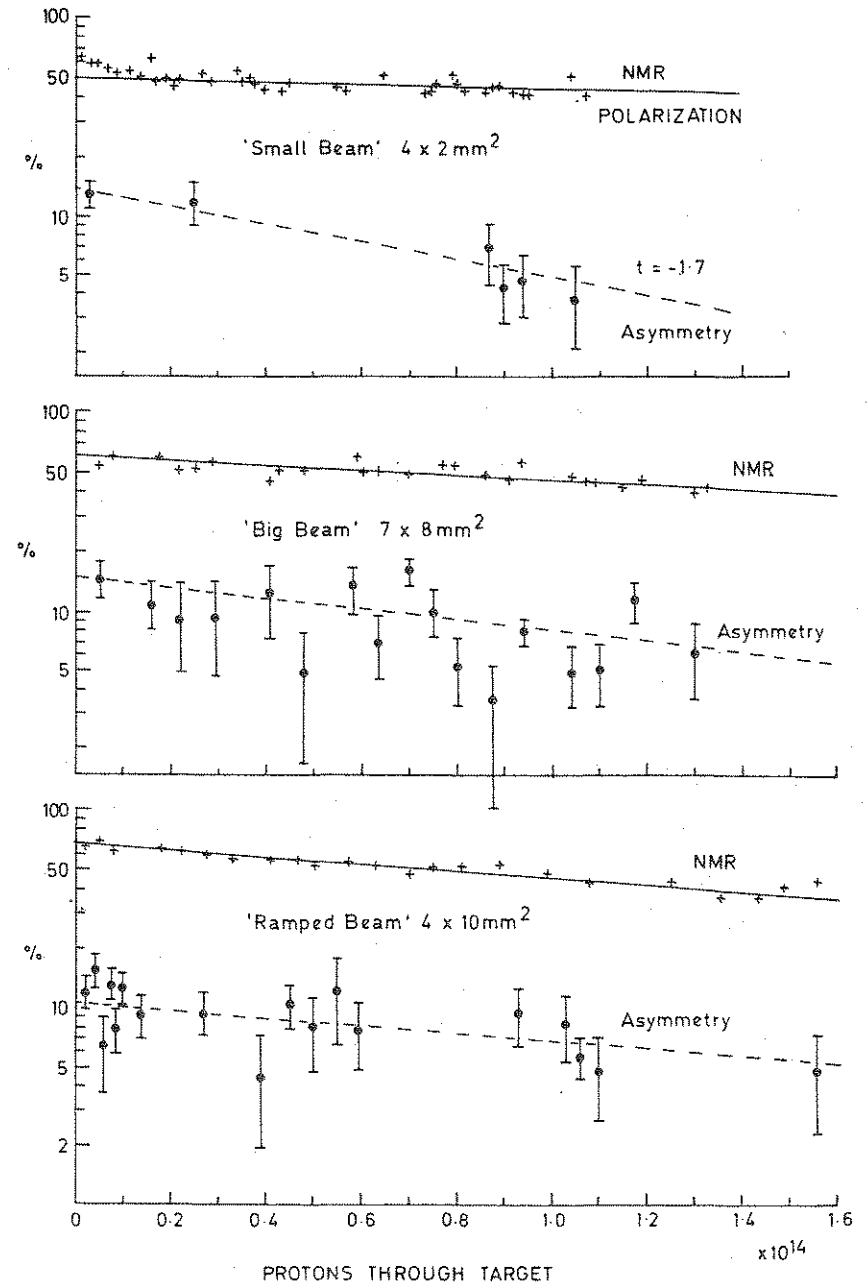 100
NMR
50
POLARIZATION
'Small Beam' 4 x 2 mm²
%
10
t = -1.7
5
Asymmetry
100
NMR
50
'Big Beam' 7 x 8 mm²
%
10
Asymmetry
5
100
NMR
50
'Ramped Beam' 4 x 10 mm²
%
10
Asymmetry
5
2
0 0.2 0.4 0.6 0.8 1.0 1.2 1.4 1.6
x10¹⁴
PROTONS THROUGH TARGET